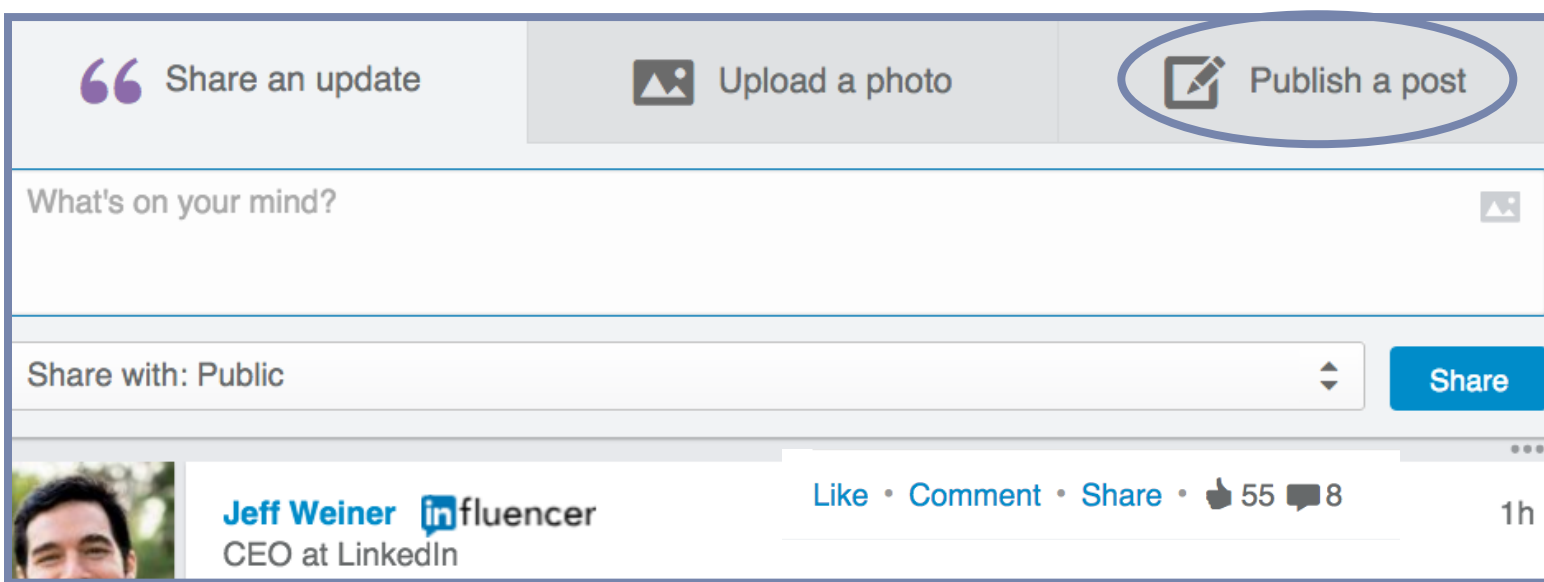 Share an update
Upload a photo
Publish a post
What's on your mind?
Share with: Public
Share
Jeff Weiner influencer
Like • Comment • Share • 55 8
1h
CEO at LinkedIn